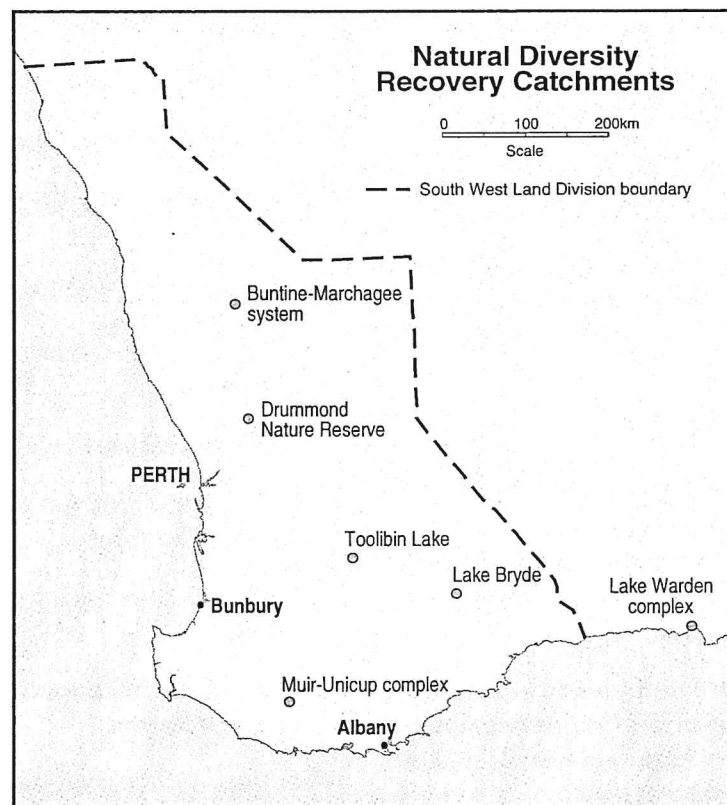 Natural Diversity
Recovery Catchments
0 100 200km
Scale
South West Land Division boundary
Buntine-Marchagee
system
Drummond
Nature Reserve
PERTH
Toolibin Lake
Lake Bryde
Lake Warden
complex
Bunbury
Muir-Unicup complex
Albany